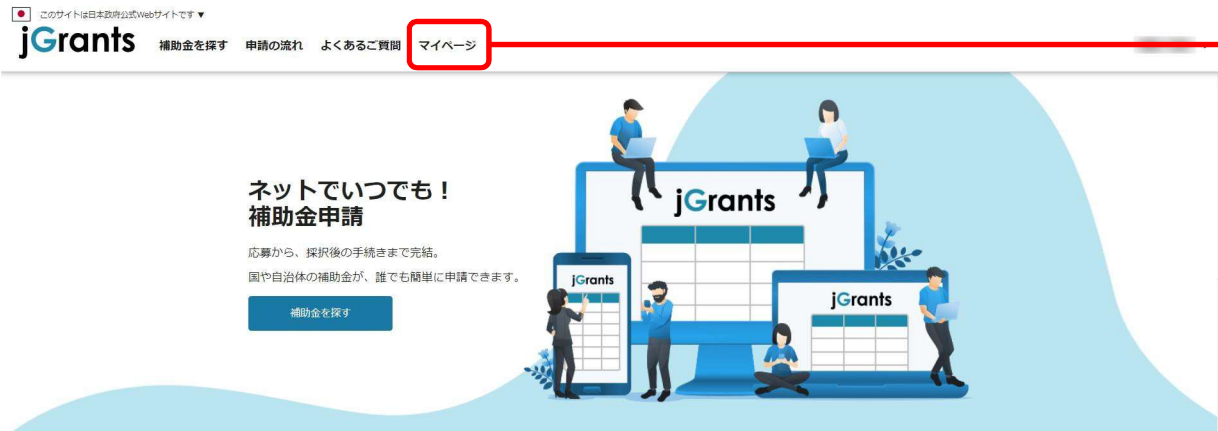 このサイトは日本政府公式Webサイトです ▼
jGrants 補助金を探す 申請の流れ よくあるご質問 マイページ
ネットでいつでも！
補助金申請
応募から、採択後の手続きまで完結。
国や自治体の補助金が、誰でも簡単に申請できます。
補助金を探す
jGrants
jGrants
jGrants